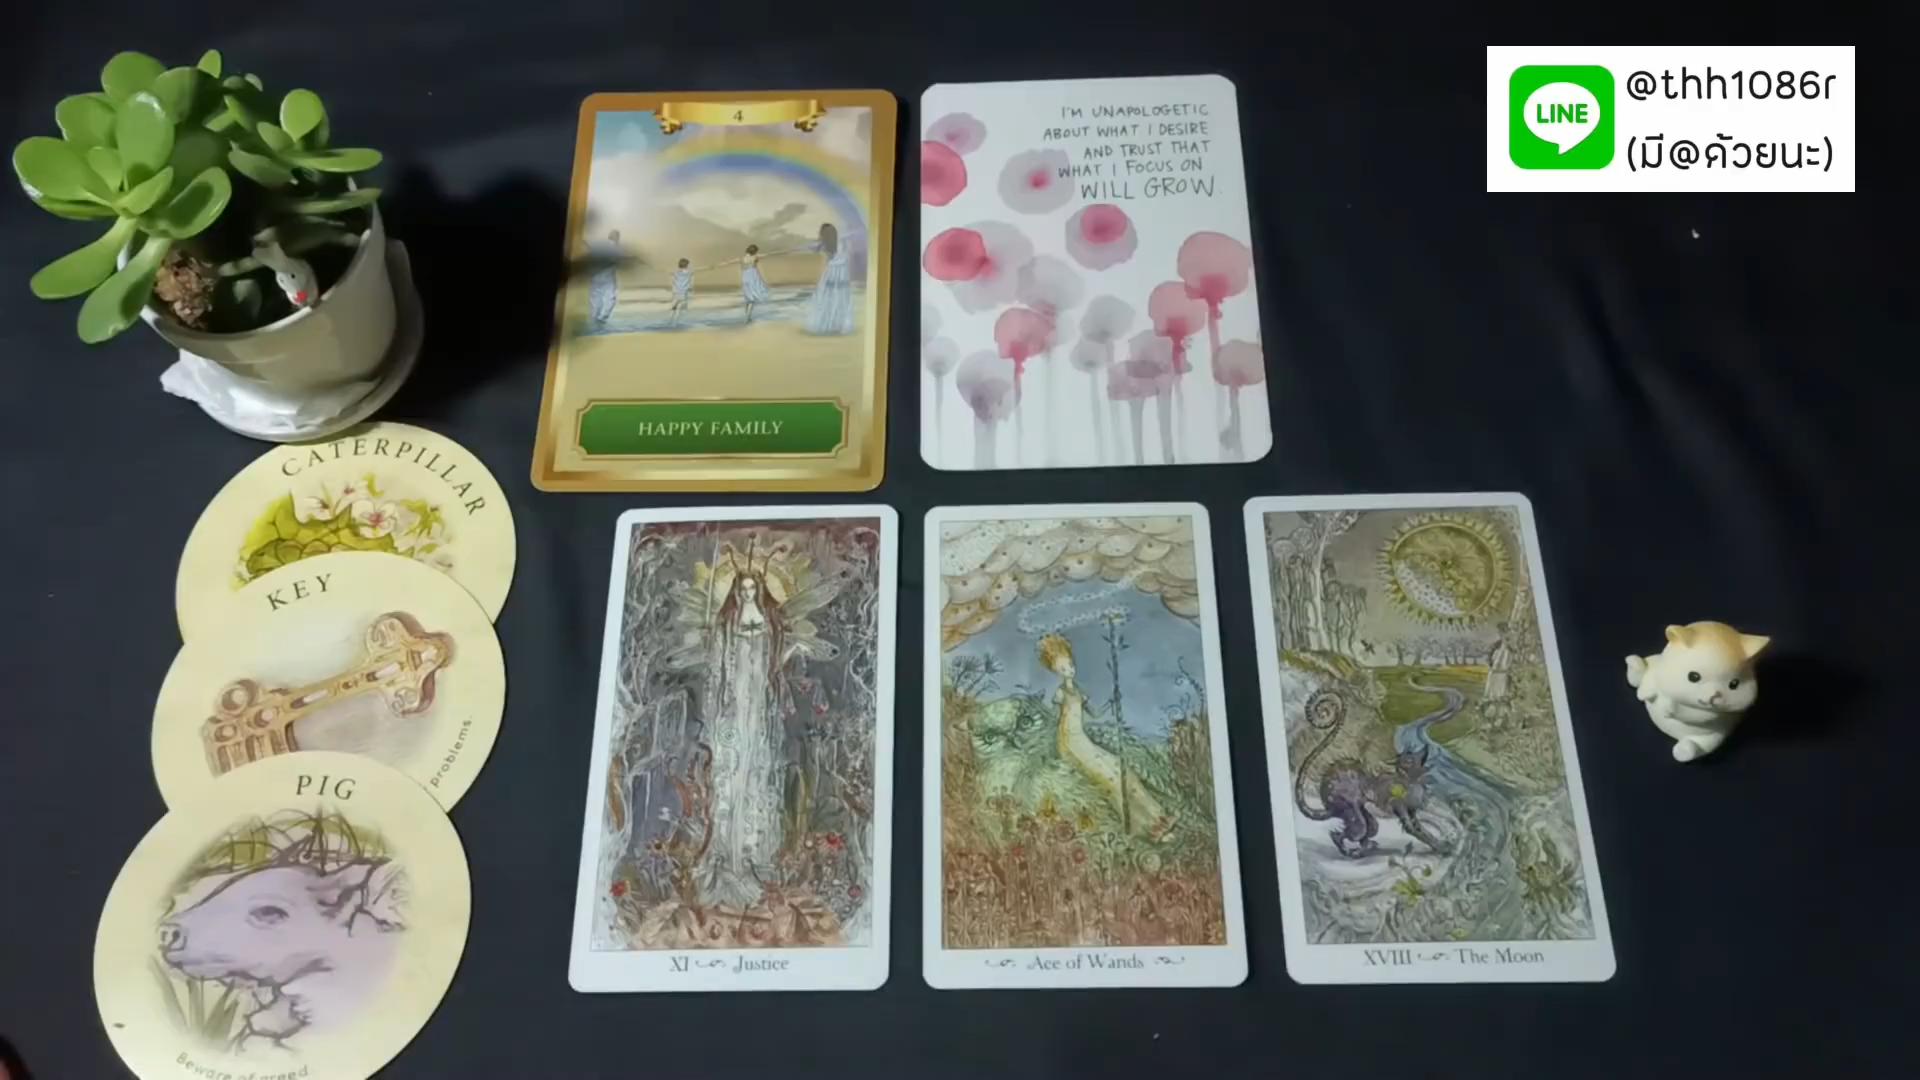 4
HAPPY FAMILY
I'M UNAPOLOGETIC
ABOUT WHAT I DESIRE
AND TRUST THAT
WHAT I FOCUS ON
WILL GROW.
LINE
@thh1086r
(มี@ด้วยนะ)
CATERPILLAR
KEY
problems.
PIG
Beware of greed.
XI Justice
Ace of Wands
XVIII The Moon